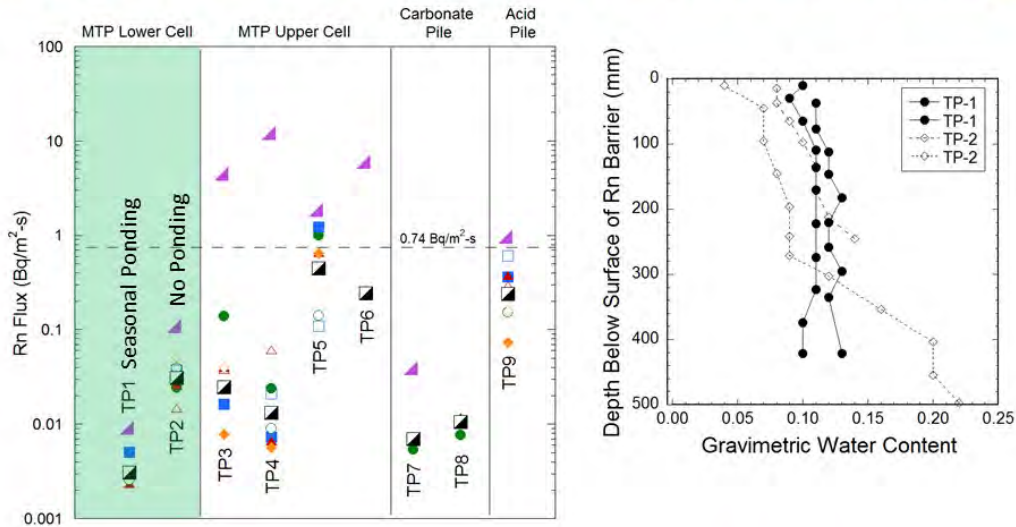 MTP Lower Cell
MTP Upper Cell
Carbonate
Pile
Acid
Pile
100
10
1
0.1
0.01
0.001
Rn Flux (Bq/m²-s)
TP1 Seasonal Ponding
TP2 No Ponding
TP3
TP4
TP5
TP6
TP7
TP8
TP9
0.74 Bq/m²-s
Depth Below Surface of Rn Barrier (mm)
0
100
200
300
400
500
TP-1
TP-1
TP-2
TP-2
0.00 0.05 0.10 0.15 0.20 0.25
Gravimetric Water Content